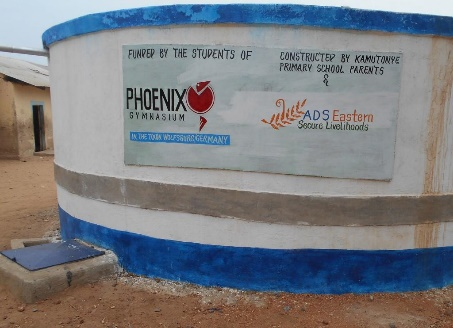 FUNDED BY THE STUDENTS OF
PHOENIX
GYMNASIUM
IN THE TOWN WOLFSBURG/GERMANY
CONSTRUCTED BY KAMUTONYE
PRIMARY SCHOOL PARENTS
&
ADS Eastern
Secure Livelihoods